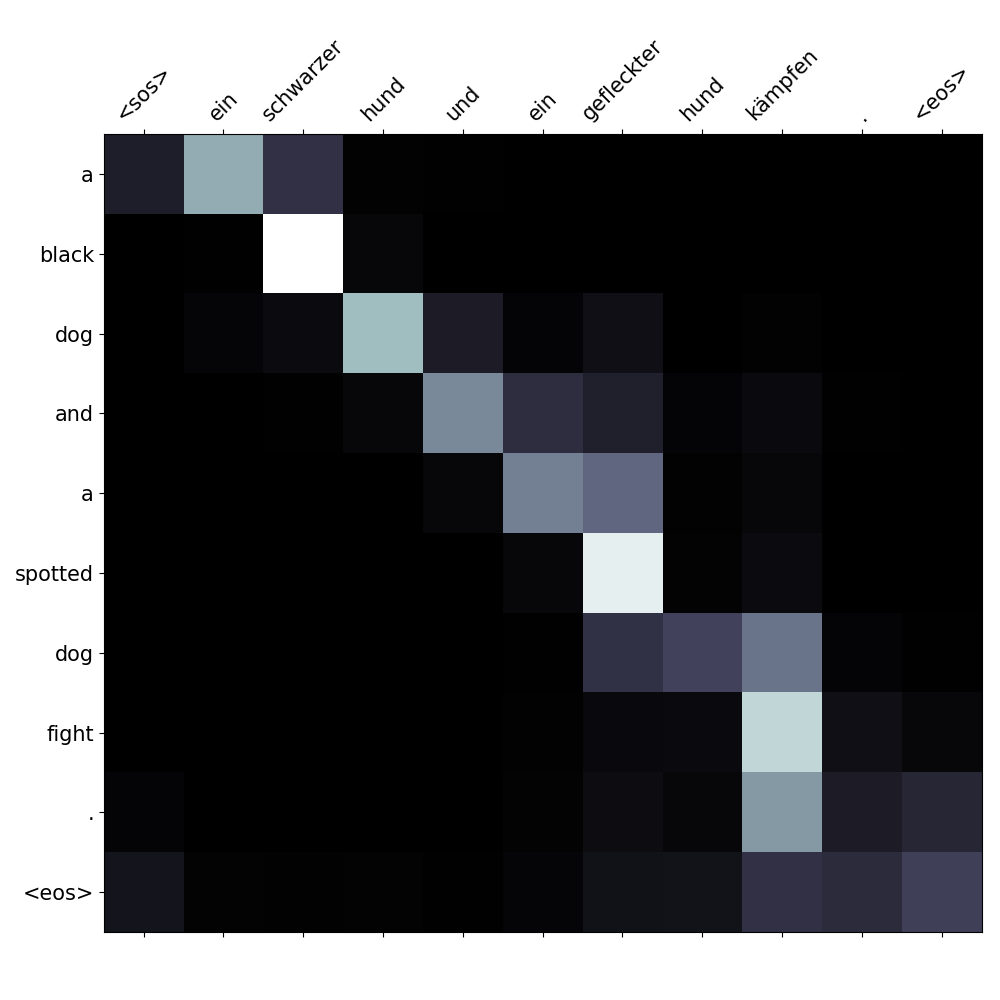 <sos> ein schwarzer hund und ein gefleckter hund kämpfen . <eos>
a
black
dog
and
a
spotted
dog
fight
.
<eos>